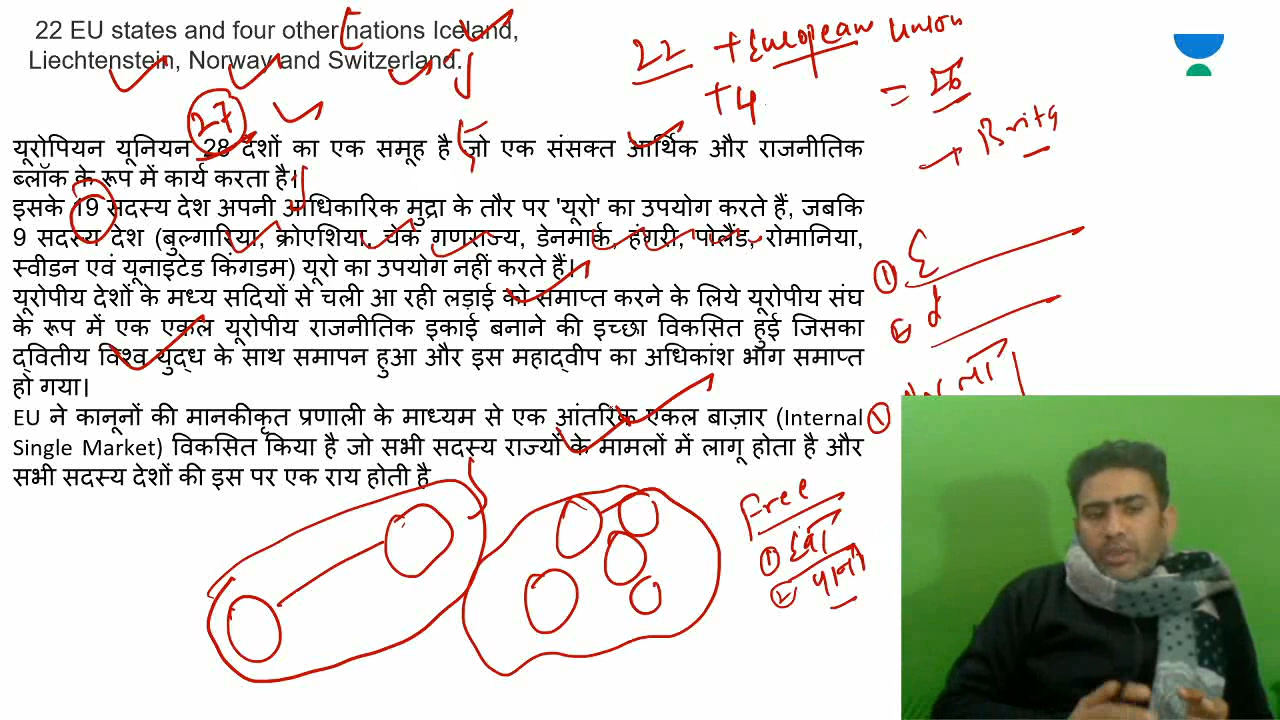 22 EU states and four other nations Iceland,
Liechtenstein, Norway and Switzerland.
22 + European Union
+4 = 26
→ Brita
27
यूरोपियन यूनियन 28 देशों का एक समूह है जो एक संसक्त आर्थिक और राजनीतिक
ब्लॉक के रूप में कार्य करता है।
इसके 19 सदस्य देश अपनी आधिकारिक मुद्रा के तौर पर 'यूरो' का उपयोग करते हैं, जबकि
9 सदस्य देश (बुल्गारिया, क्रोएशिया, चेक गणराज्य, डेनमार्क, हंगरी, पोलैंड, रोमानिया,
स्वीडन एवं यूनाइटेड किंगडम) यूरो का उपयोग नहीं करते हैं।
यूरोपीय देशों के मध्य सदियों से चली आ रही लड़ाई को समाप्त करने के लिये यूरोपीय संघ
के रूप में एक एकल यूरोपीय राजनीतिक इकाई बनाने की इच्छा विकसित हुई जिसका
द्वितीय विश्व युद्ध के साथ समापन हुआ और इस महाद्वीप का अधिकांश भाग समाप्त
हो गया।
EU ने कानूनों की मानकीकृत प्रणाली के माध्यम से एक आंतरिक एकल बाज़ार (Internal
Single Market) विकसित किया है जो सभी सदस्य राज्यों के मामलों में लागू होता है और
सभी सदस्य देशों की इस पर एक राय होती है
Free
① हवा
② पानी